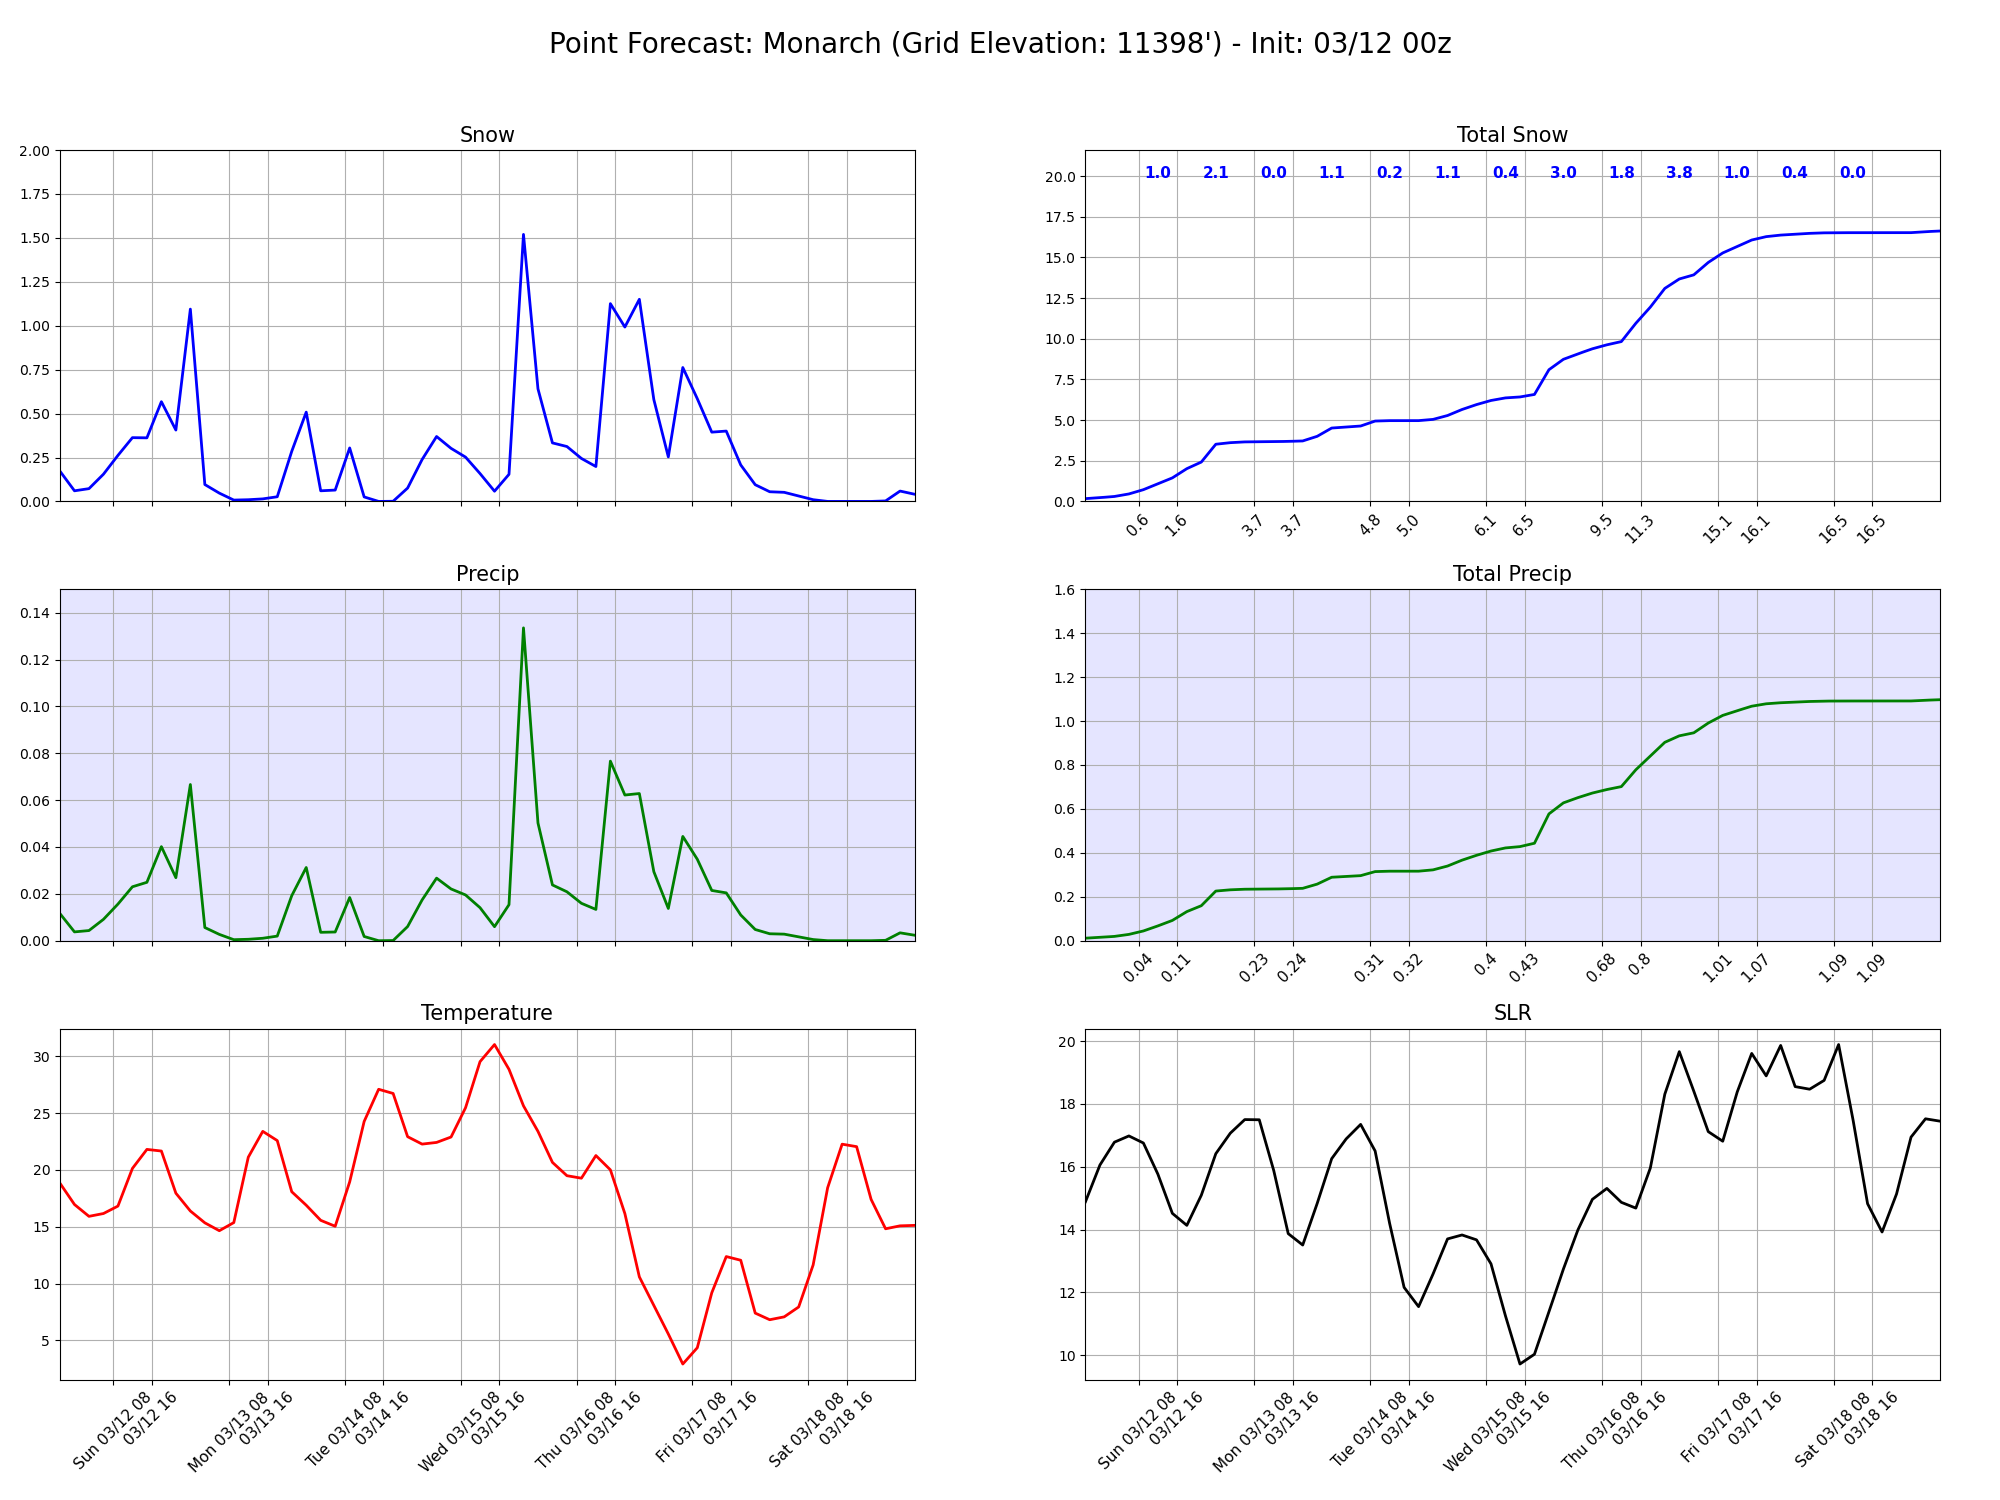 Point Forecast: Monarch (Grid Elevation: 11398') - Init: 03/12 00z
Snow
2.00
1.75
1.50
1.25
1.00
0.75
0.50
0.25
0.00
Total Snow
1.0 2.1 0.0 1.1 0.2 1.1 0.4 3.0 1.8 3.8 1.0 0.4 0.0
20.0
17.5
15.0
12.5
10.0
7.5
5.0
2.5
0.0
0.6 1.6 3.7 3.7 4.8 5.0 6.1 6.5 9.5 11.3 15.1 16.1 16.5 16.5
Precip
0.14
0.12
0.10
0.08
0.06
0.04
0.02
0.00
Total Precip
1.6
1.4
1.2
1.0
0.8
0.6
0.4
0.2
0.0
0.04 0.11 0.23 0.24 0.31 0.32 0.4 0.43 0.68 0.8 1.01 1.07 1.09 1.09
Temperature
30
25
20
15
10
5
Sun 03/12 08
03/12 16
Mon 03/13 08
03/13 16
Tue 03/14 08
03/14 16
Wed 03/15 08
03/15 16
Thu 03/16 08
03/16 16
Fri 03/17 08
03/17 16
Sat 03/18 08
03/18 16
SLR
20
18
16
14
12
10
Sun 03/12 08
03/12 16
Mon 03/13 08
03/13 16
Tue 03/14 08
03/14 16
Wed 03/15 08
03/15 16
Thu 03/16 08
03/16 16
Fri 03/17 08
03/17 16
Sat 03/18 08
03/18 16